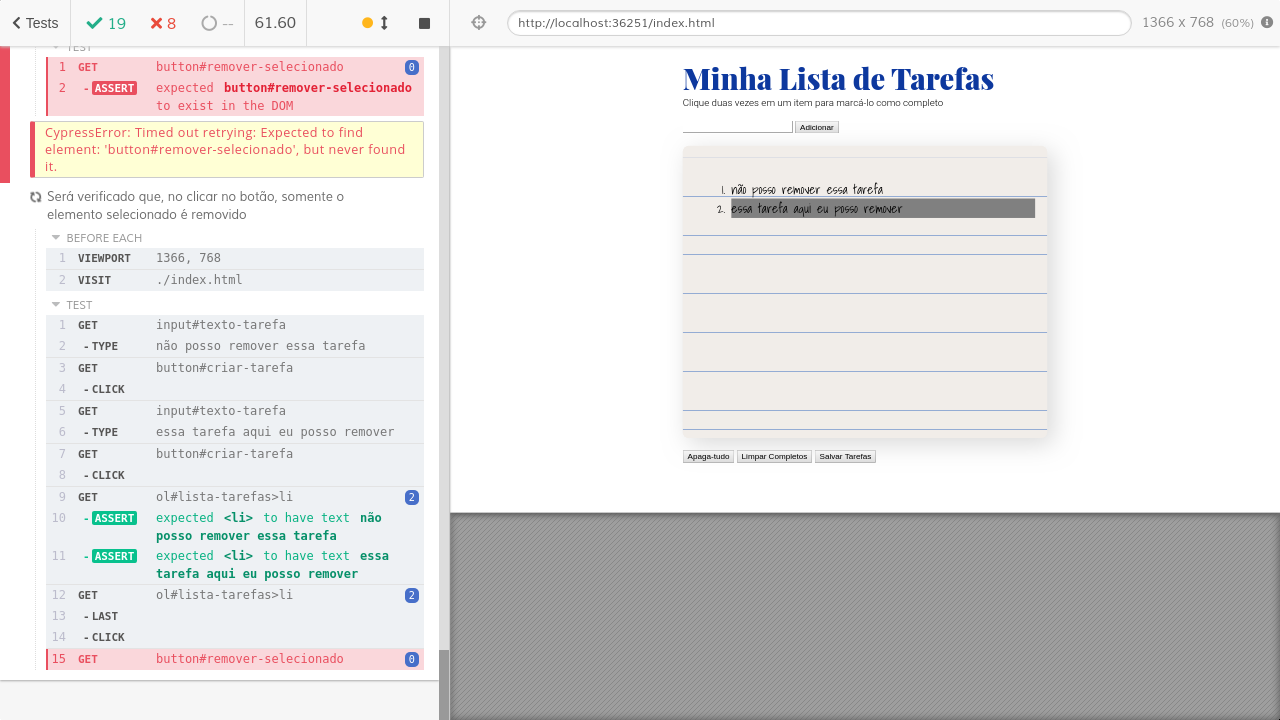 Tests 19 8 -- 61.60
http://localhost:36251/index.html 1366 x 768 (60%)
TEST
1 GET button#remover-selecionado 0
2 - ASSERT expected button#remover-selecionado
to exist in the DOM
CypressError: Timed out retrying: Expected to find
element: 'button#remover-selecionado', but never found
it.
Será verificado que, no clicar no botão, somente o
elemento selecionado é removido
BEFORE EACH
1 VIEWPORT 1366, 768
2 VISIT ./index.html
TEST
1 GET input#texto-tarefa
2 - TYPE não posso remover essa tarefa
3 GET button#criar-tarefa
4 - CLICK
5 GET input#texto-tarefa
6 - TYPE essa tarefa aqui eu posso remover
7 GET button#criar-tarefa
8 - CLICK
9 GET ol#lista-tarefas>li 2
10 - ASSERT expected <li> to have text não
posso remover essa tarefa
11 - ASSERT expected <li> to have text essa
tarefa aqui eu posso remover
12 GET ol#lista-tarefas>li 2
13 - LAST
14 - CLICK
15 GET button#remover-selecionado 0
Minha Lista de Tarefas
Clique duas vezes em um item para marcá-lo como completo
Adicionar
1. não posso remover essa tarefa
2. essa tarefa aqui eu posso remover
Apaga-tudo Limpar Completos Salvar Tarefas